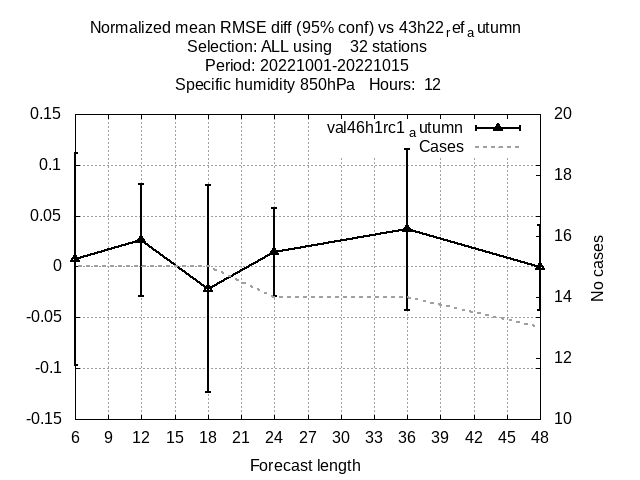 Normalized mean RMSE diff (95% conf) vs 43h22refautumn
Selection: ALL using 32 stations
Period: 20221001-20221015
Specific humidity 850hPa Hours: 12
val46h1rc1autumn
Cases
0.15
0.1
0.05
0
-0.05
-0.1
-0.15
20
18
16
14
12
10
No cases
6 9 12 15 18 21 24 27 30 33 36 39 42 45 48
Forecast length